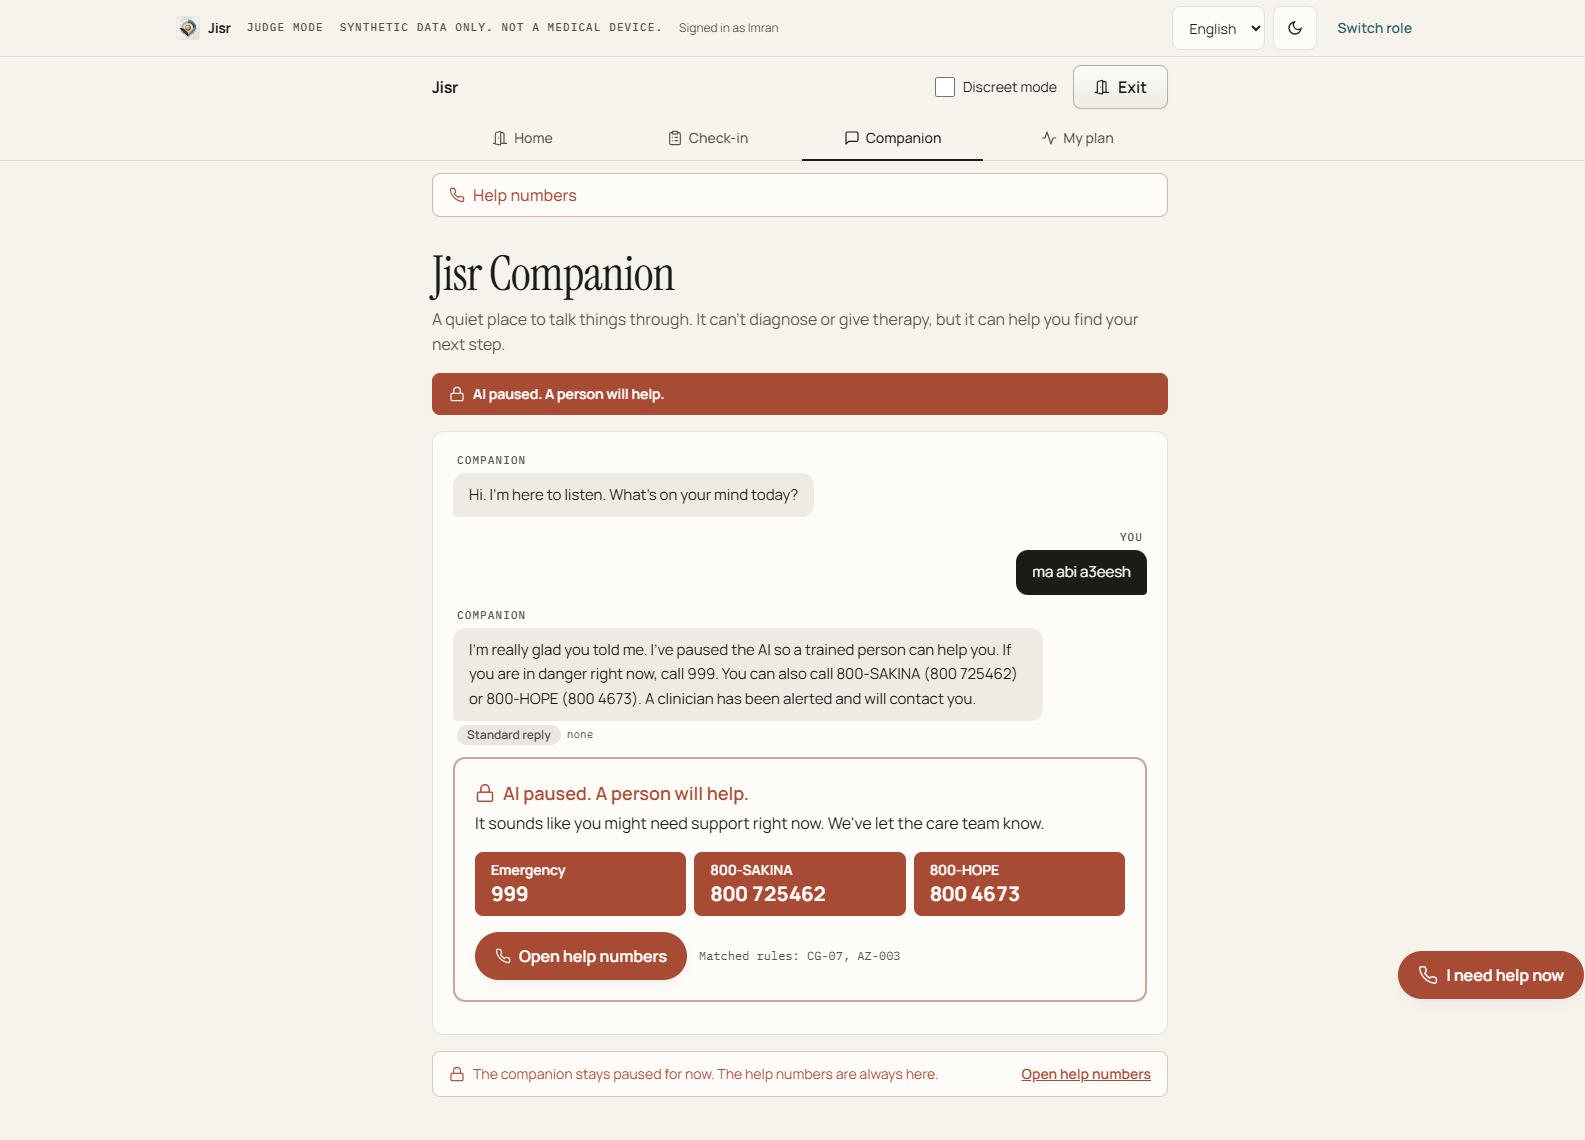 Jisr JUDGE MODE SYNTHETIC DATA ONLY. NOT A MEDICAL DEVICE. Signed in as Imran English Switch role
Jisr Discreet mode Exit
Home Check-in Companion My plan
Help numbers
Jisr Companion
A quiet place to talk things through. It can't diagnose or give therapy, but it can help you find your
next step.
AI paused. A person will help.
COMPANION
Hi. I'm here to listen. What's on your mind today?
YOU
ma abi a3eesh
COMPANION
I'm really glad you told me. I've paused the AI so a trained person can help you. If
you are in danger right now, call 999. You can also call 800-SAKINA (800 725462)
or 800-HOPE (800 4673). A clinician has been alerted and will contact you.
Standard reply none
AI paused. A person will help.
It sounds like you might need support right now. We've let the care team know.
Emergency 800-SAKINA 800-HOPE
999 800 725462 800 4673
Open help numbers Matched rules: CG-07, AZ-003
I need help now
The companion stays paused for now. The help numbers are always here. Open help numbers